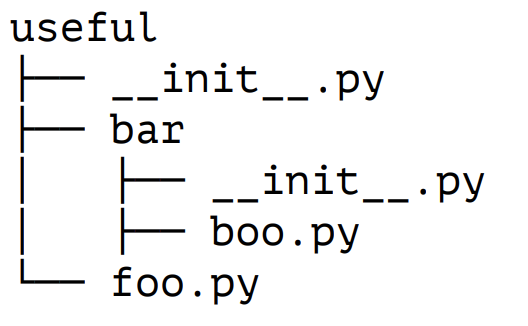 useful
├── __init__.py
├── bar
│   ├── __init__.py
│   ├── boo.py
└── foo.py